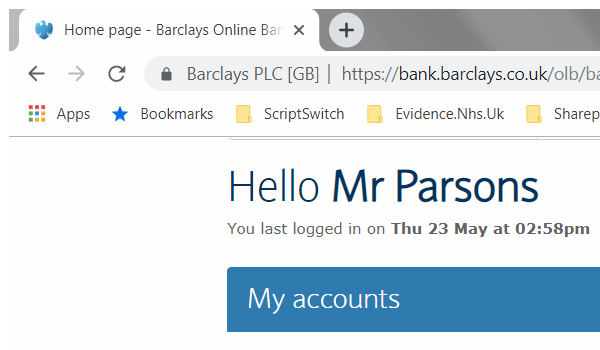 Home page - Barclays Online Ban
Barclays PLC [GB] | https://bank.barclays.co.uk/olb/ba
Apps Bookmarks ScriptSwitch Evidence.Nhs.Uk Sharep
Hello Mr Parsons
You last logged in on Thu 23 May at 02:58pm
My accounts